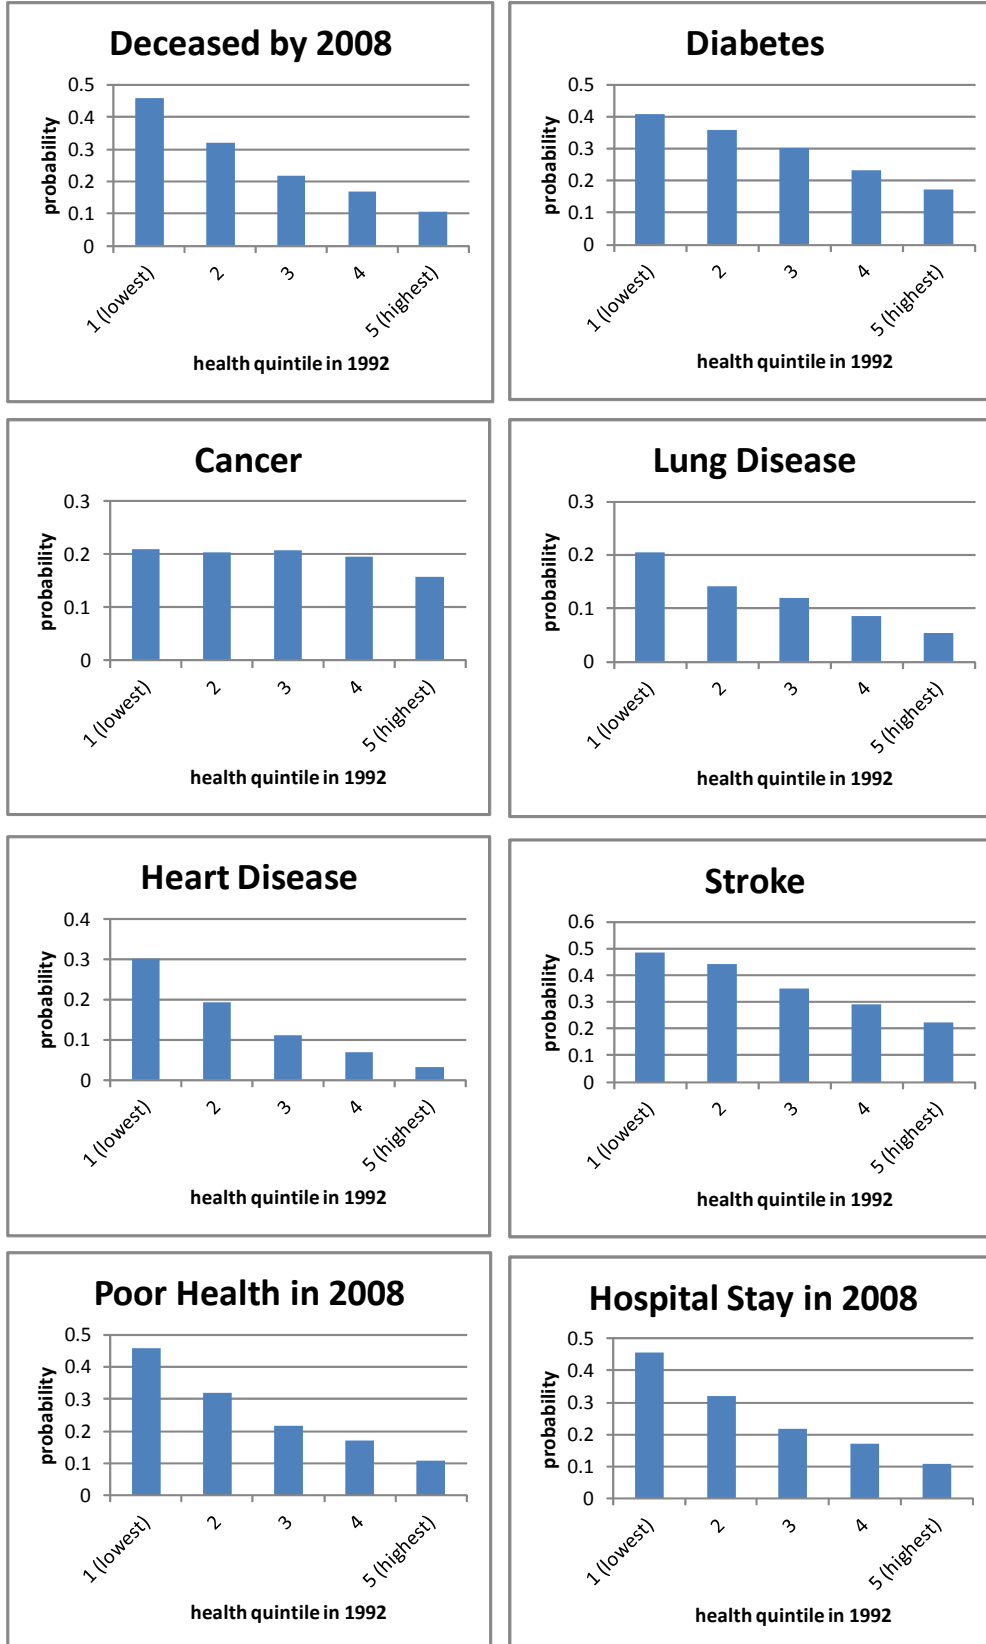 Deceased by 2008
probability
0.5
0.4
0.3
0.2
0.1
0
1 (lowest)
2
3
4
5 (highest)
health quintile in 1992
Diabetes
probability
0.5
0.4
0.3
0.2
0.1
0
1 (lowest)
2
3
4
5 (highest)
health quintile in 1992
Cancer
probability
0.3
0.2
0.1
0
1 (lowest)
2
3
4
5 (highest)
health quintile in 1992
Lung Disease
probability
0.3
0.2
0.1
0
1 (lowest)
2
3
4
5 (highest)
health quintile in 1992
Heart Disease
probability
0.4
0.3
0.2
0.1
0
1 (lowest)
2
3
4
5 (highest)
health quintile in 1992
Stroke
probability
0.6
0.5
0.4
0.3
0.2
0.1
0
1 (lowest)
2
3
4
5 (highest)
health quintile in 1992
Poor Health in 2008
probability
0.5
0.4
0.3
0.2
0.1
0
1 (lowest)
2
3
4
5 (highest)
health quintile in 1992
Hospital Stay in 2008
probability
0.5
0.4
0.3
0.2
0.1
0
1 (lowest)
2
3
4
5 (highest)
health quintile in 1992